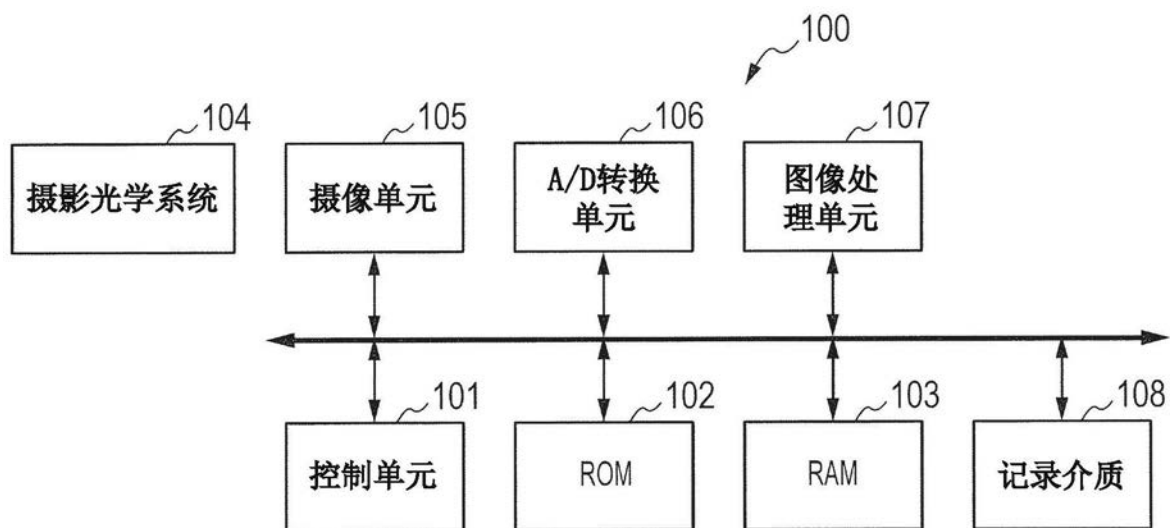 100
104
105
106
107
摄影光学系统
摄像单元
A/D转换
单元
图像处
理单元
101
102
103
108
控制单元
ROM
RAM
记录介质